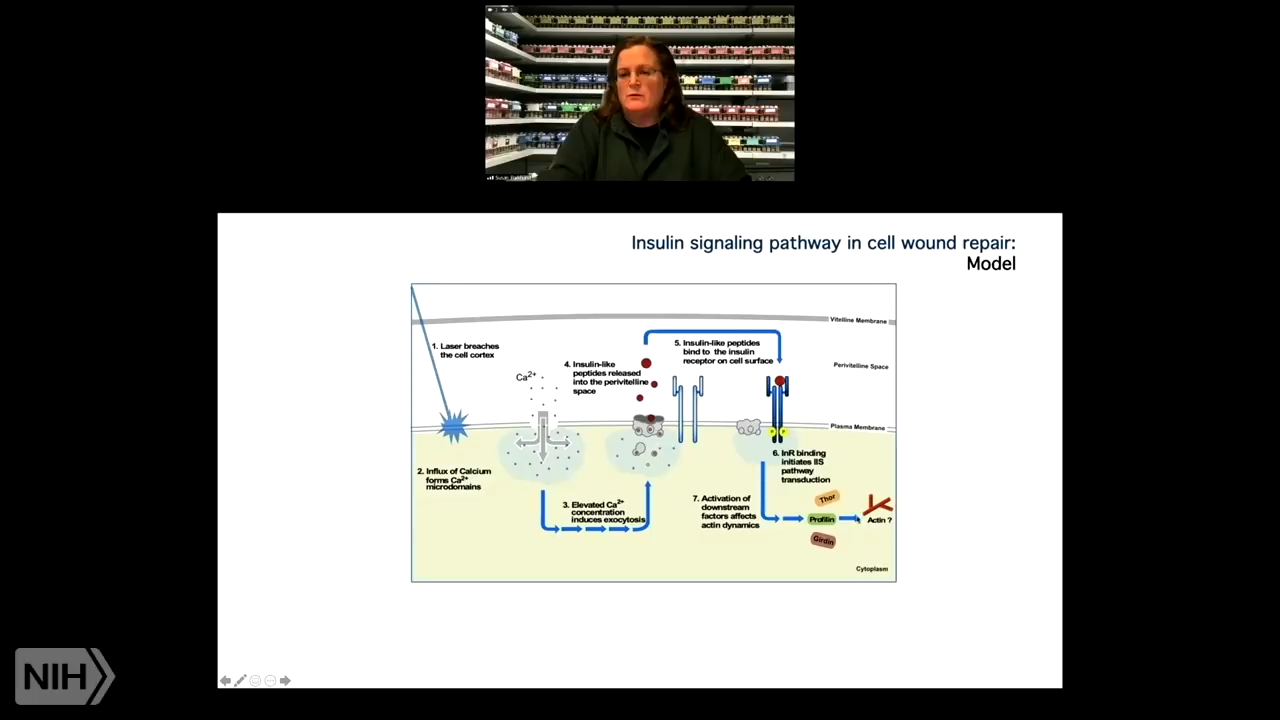 Insulin signaling pathway in cell wound repair:
Model
Vitelline Membrane
1. Laser breaches
the cell cortex
Ca2+
4. Insulin-like
peptides released
into the perivitelline
space
5. Insulin-like peptides
bind to the insulin
receptor on cell surface
Perivitelline Space
Plasma Membrane
P
P
2. Influx of Calcium
forms Ca2+
microdomains
3. Elevated Ca2+
concentration
induces exocytosis
6. InR binding
initiates IIS
pathway
transduction
7. Activation of
downstream
factors affects
actin dynamics
Thor
Profilin
Girdin
Actin ?
Cytoplasm
NIH